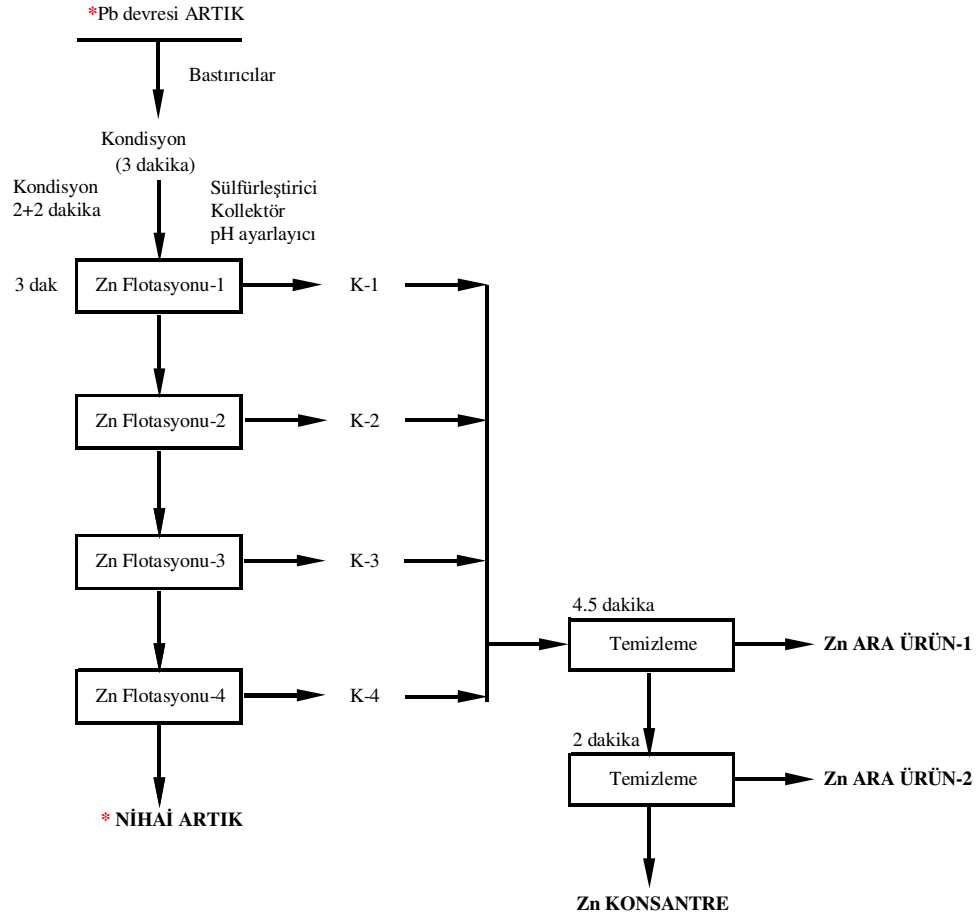 *Pb devresi ARTIK
Bastırıcılar
Kondisyon
(3 dakika)
Kondisyon
2+2 dakika
Sülfürleştirici
Kollektör
pH ayarlayıcı
3 dak
Zn Flotasyonu-1
K-1
Zn Flotasyonu-2
K-2
Zn Flotasyonu-3
K-3
4.5 dakika
Temizleme
Zn ARA ÜRÜN-1
Zn Flotasyonu-4
K-4
2 dakika
Temizleme
Zn ARA ÜRÜN-2
* NİHAİ ARTIK
Zn KONSANTRE